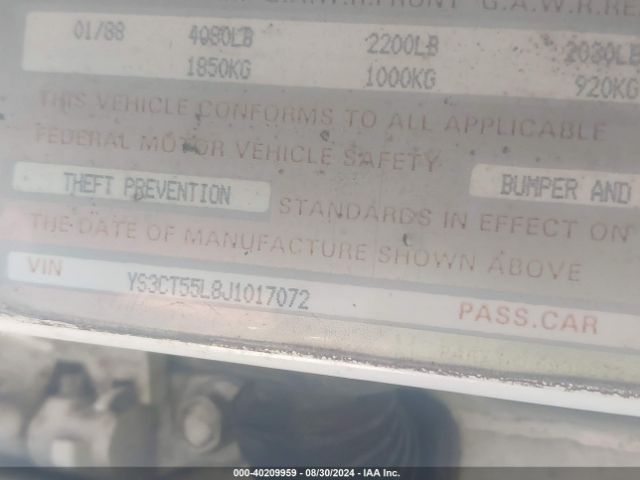 G.A.W.R.FRONT G.A.W.R.RE
01/88 4080LB 2200LB 2030LB
1850KG 1000KG 920KG
THIS VEHICLE CONFORMS TO ALL APPLICABLE
FEDERAL MOTOR VEHICLE SAFETY
THEFT PREVENTION BUMPER AND
STANDARDS IN EFFECT ON
THE DATE OF MANUFACTURE SHOWN ABOVE
VIN YS3CT55L8J1017072 PASS.CAR
000-40209959 - 08/30/2024 - IAA Inc.